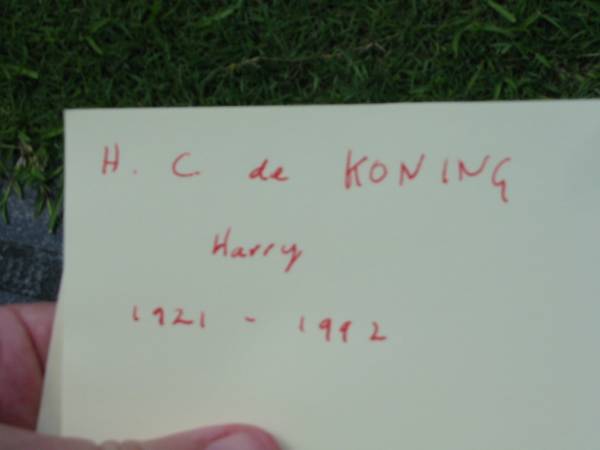 H. C. de KONING
Harry
1921 - 1992